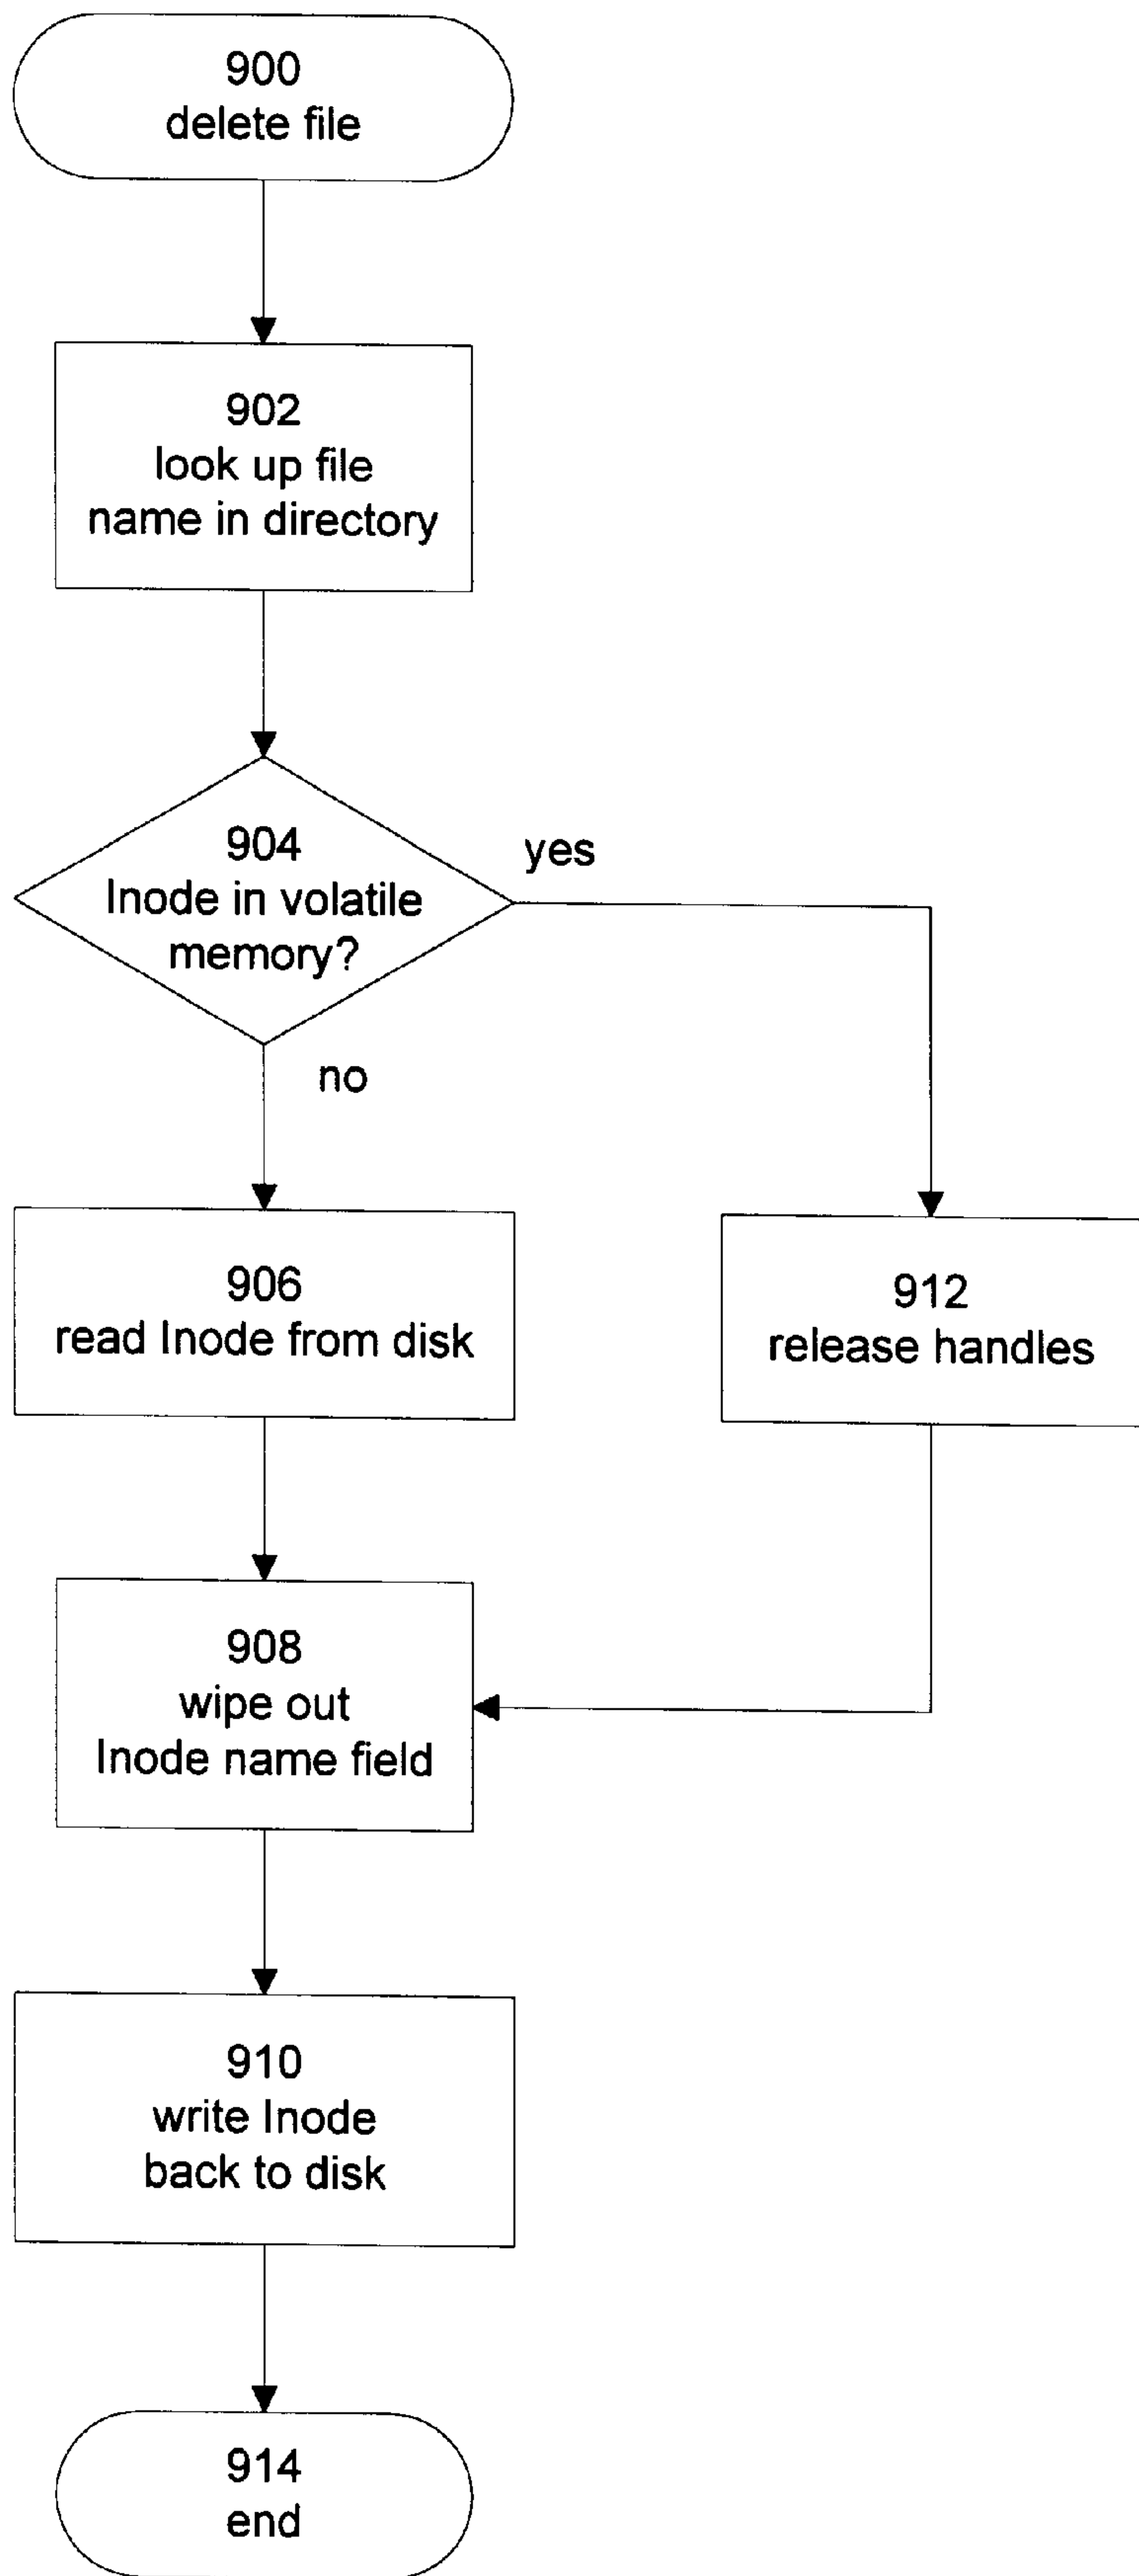 900
delete file
902
look up file
name in directory
904
Inode in volatile
memory?
yes
no
906
read Inode from disk
912
release handles
908
wipe out
Inode name field
910
write Inode
back to disk
914
end